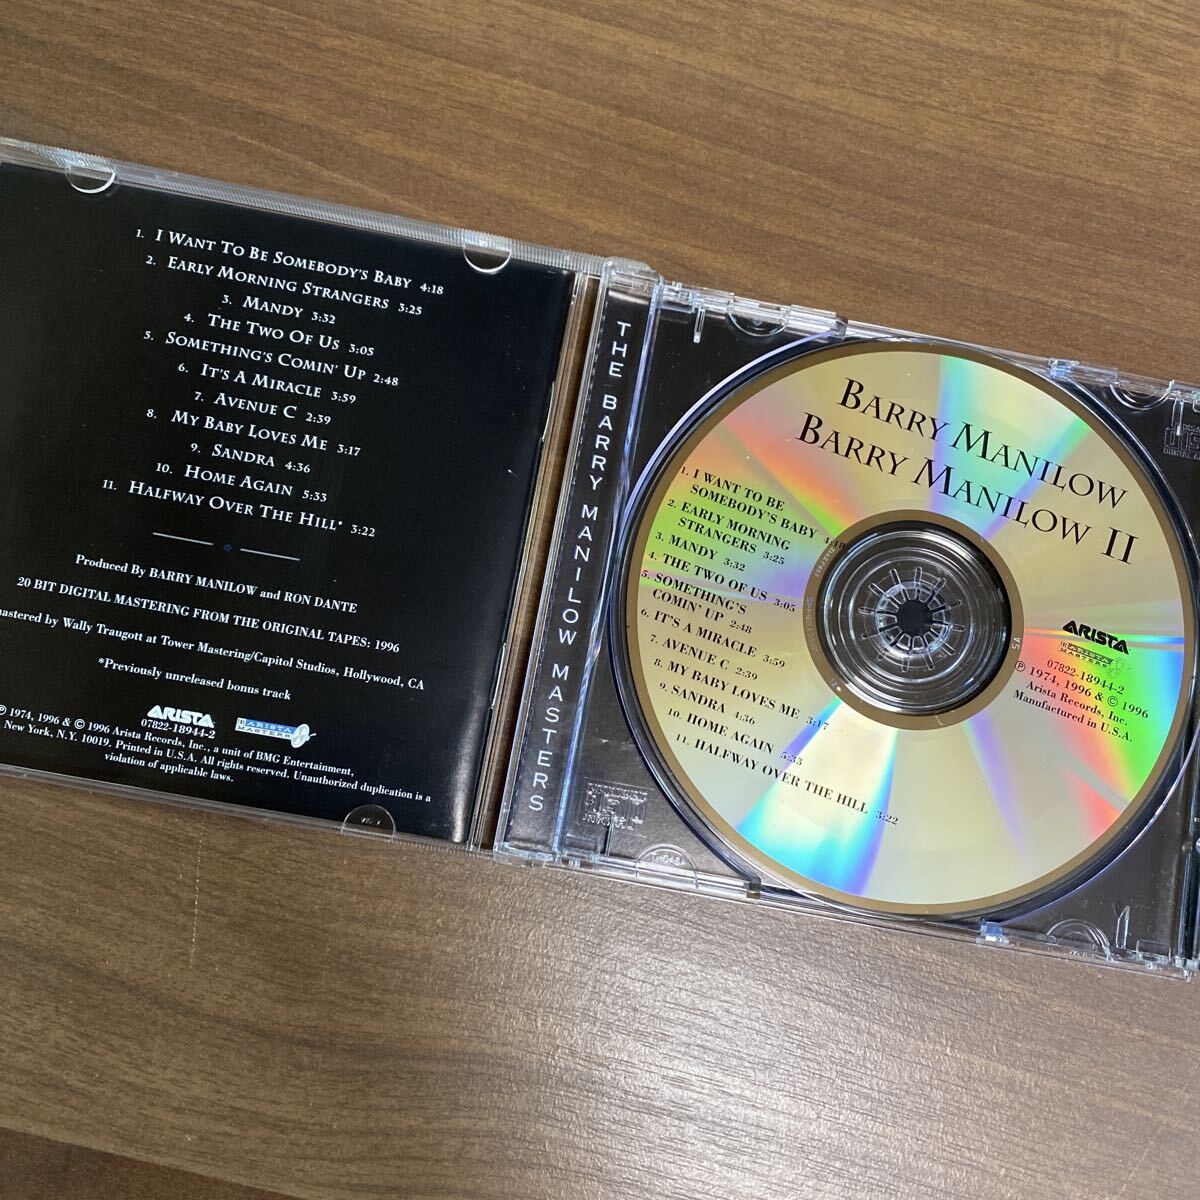 1. I WANT TO BE SOMEBODY'S BABY 4:18
2. EARLY MORNING STRANGERS 3:25
3. MANDY 3:32
4. THE TWO OF US 3:05
5. SOMETHING'S COMIN' UP 2:48
6. IT'S A MIRACLE 3:59
7. AVENUE C 2:39
8. MY BABY LOVES ME 3:17
9. SANDRA 4:36
10. HOME AGAIN 5:33
11. HALFWAY OVER THE HILL* 3:22
Produced By BARRY MANILOW and RON DANTE
20 BIT DIGITAL MASTERING FROM THE ORIGINAL TAPES: 1996
mastered by Wally Traugott at Tower Mastering/Capitol Studios, Hollywood, CA
*Previously unreleased bonus track
ARISTA
07822-18944-2
ARISTA
MASTERS
℗ 1974, 1996 & © 1996 Arista Records, Inc., a unit of BMG Entertainment,
New York, N.Y. 10019. Printed in U.S.A. All rights reserved. Unauthorized duplication is a
violation of applicable laws.
THE BARRY MANILOW MASTERS
BARRY MANILOW
BARRY MANILOW II
1. I WANT TO BE
SOMEBODY'S BABY 4:18
2. EARLY MORNING
STRANGERS 3:25
3. MANDY 3:32
4. THE TWO OF US 3:05
5. SOMETHING'S
COMIN' UP 2:48
6. IT'S A MIRACLE 3:59
7. AVENUE C 2:39
8. MY BABY LOVES ME 3:17
9. SANDRA 4:36
10. HOME AGAIN 5:33
11. HALFWAY OVER THE HILL 3:22
ARISTA
ARISTA
MASTERS
07822-18944-2
℗ 1974, 1996 & © 1996
Arista Records, Inc.
Manufactured in U.S.A.